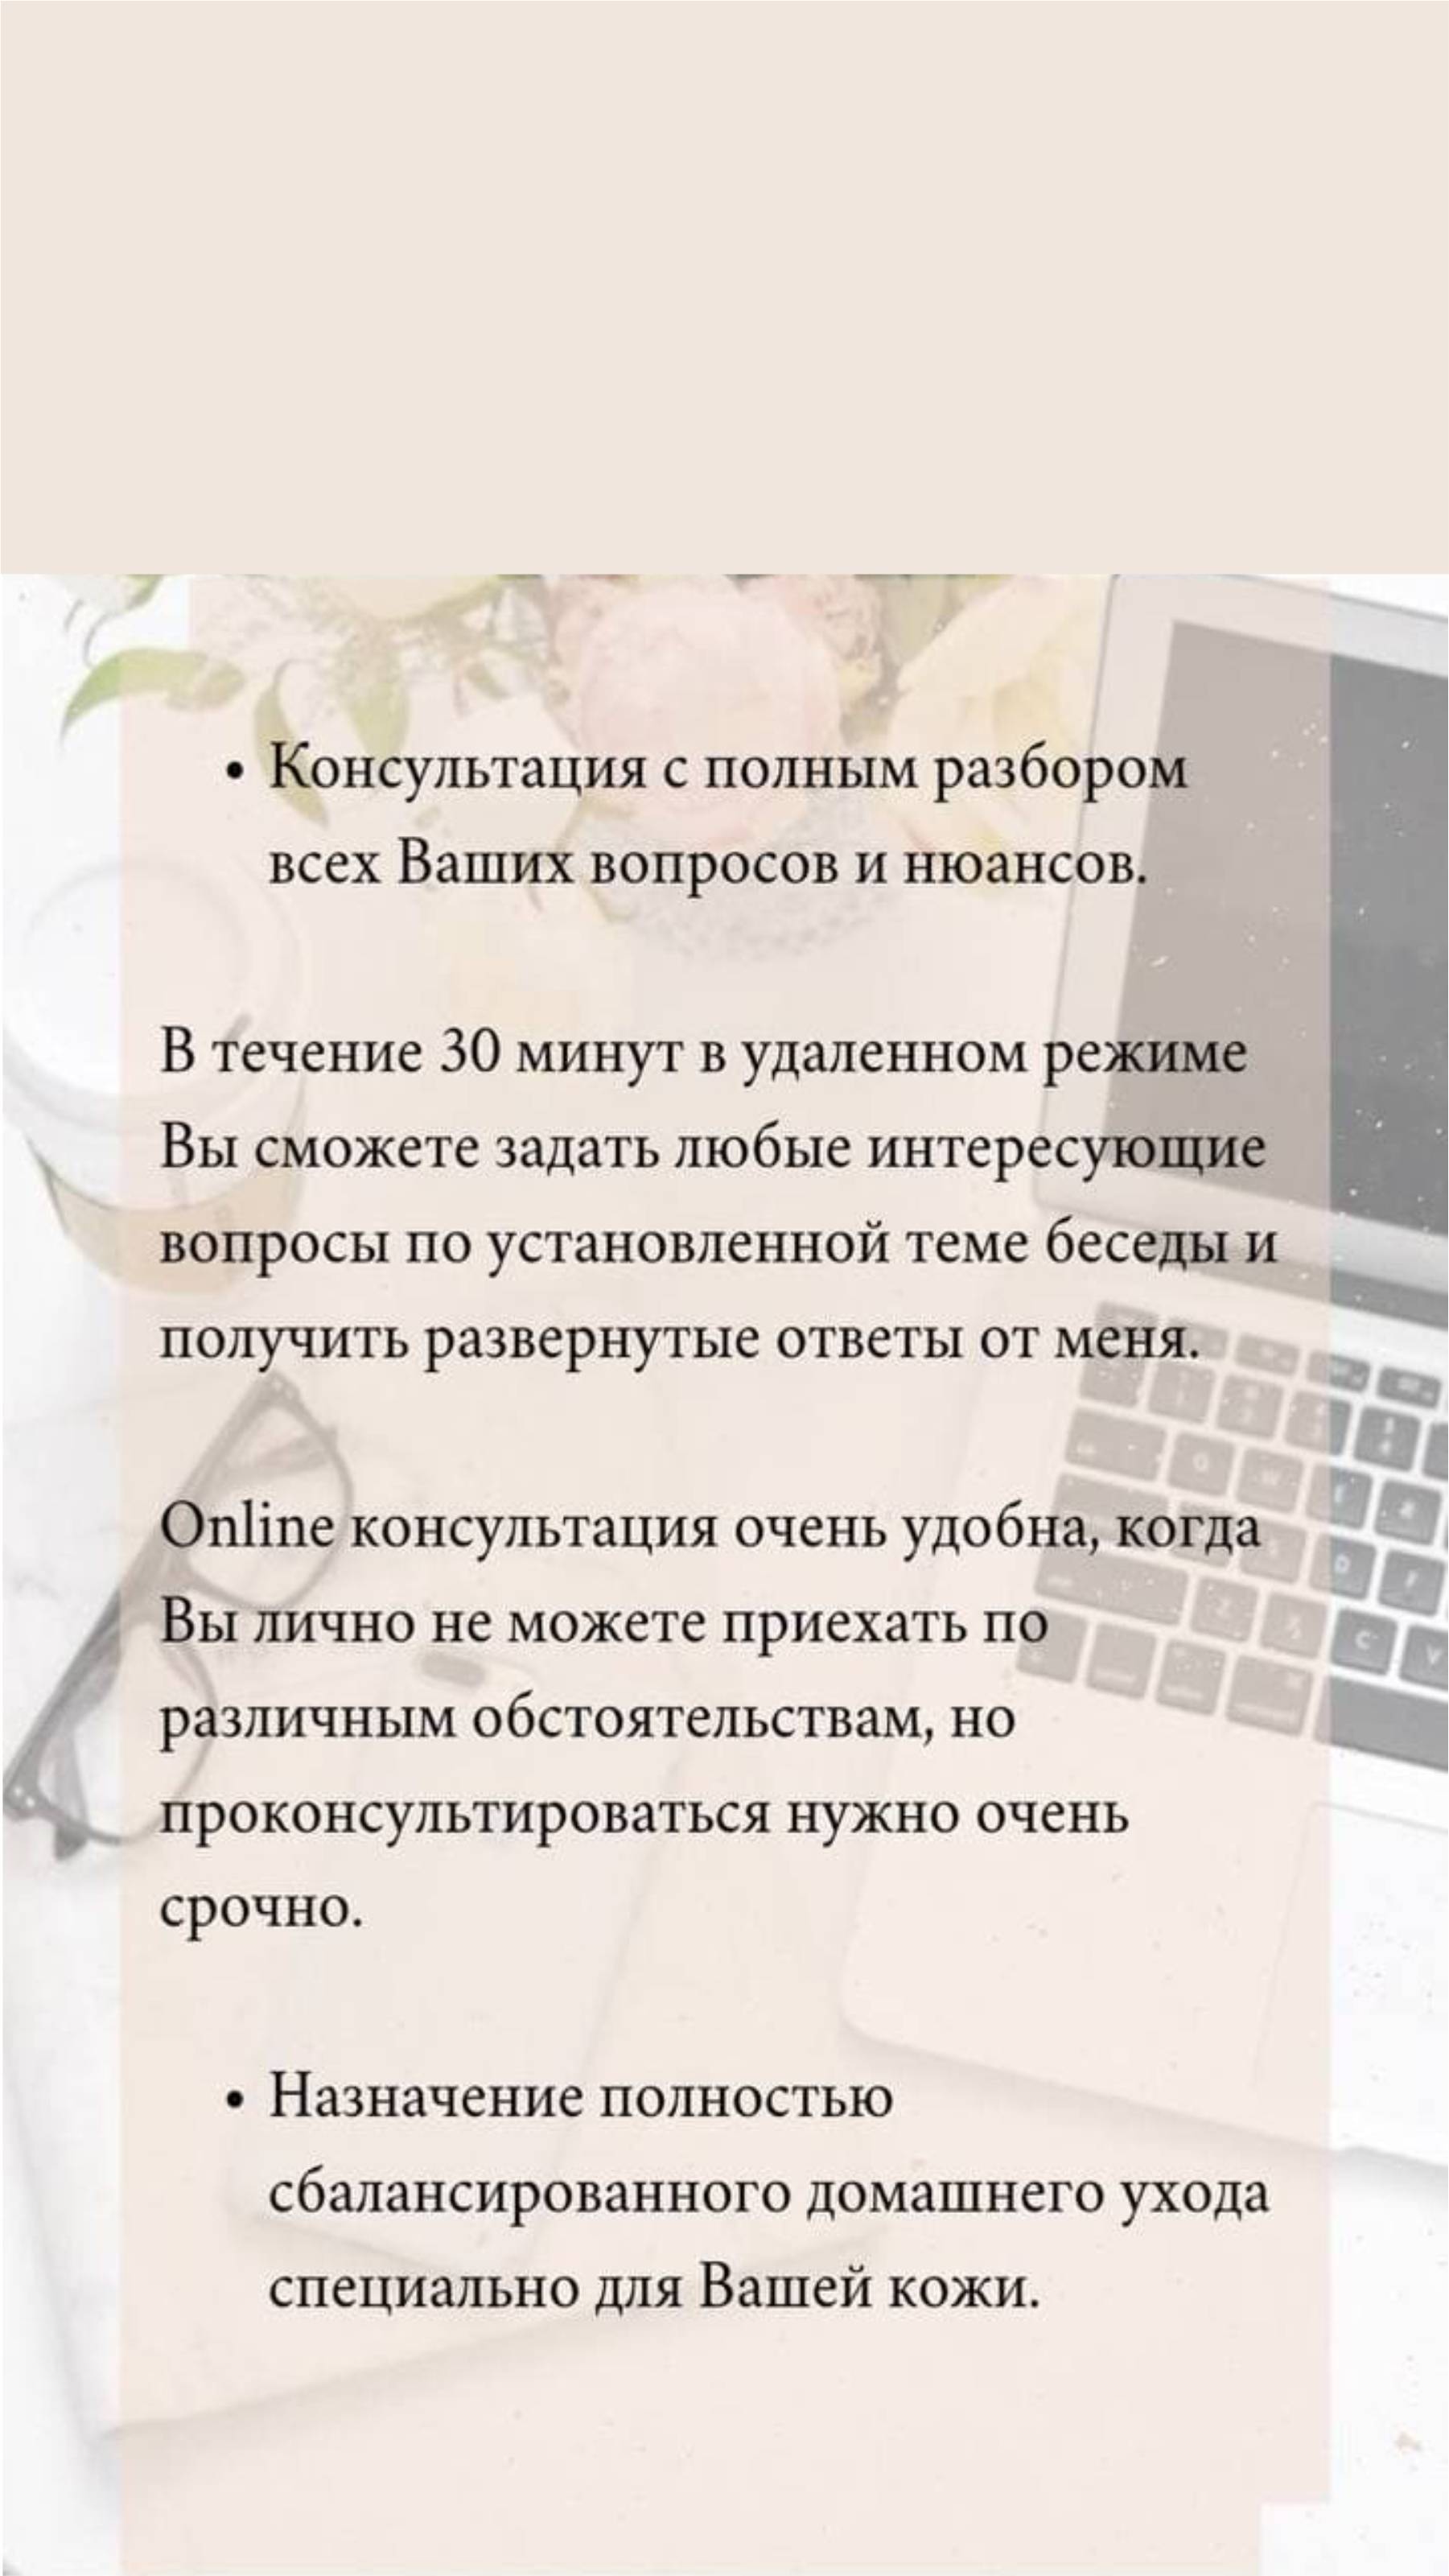 • Консультация с полным разбором
всех Ваших вопросов и нюансов.
В течение 30 минут в удаленном режиме
Вы сможете задать любые интересующие
вопросы по установленной теме беседы и
получить развернутые ответы от меня.
Online консультация очень удобна, когда
Вы лично не можете приехать по
различным обстоятельствам, но
проконсультироваться нужно очень
срочно.
• Назначение полностью
сбалансированного домашнего ухода
специально для Вашей кожи.